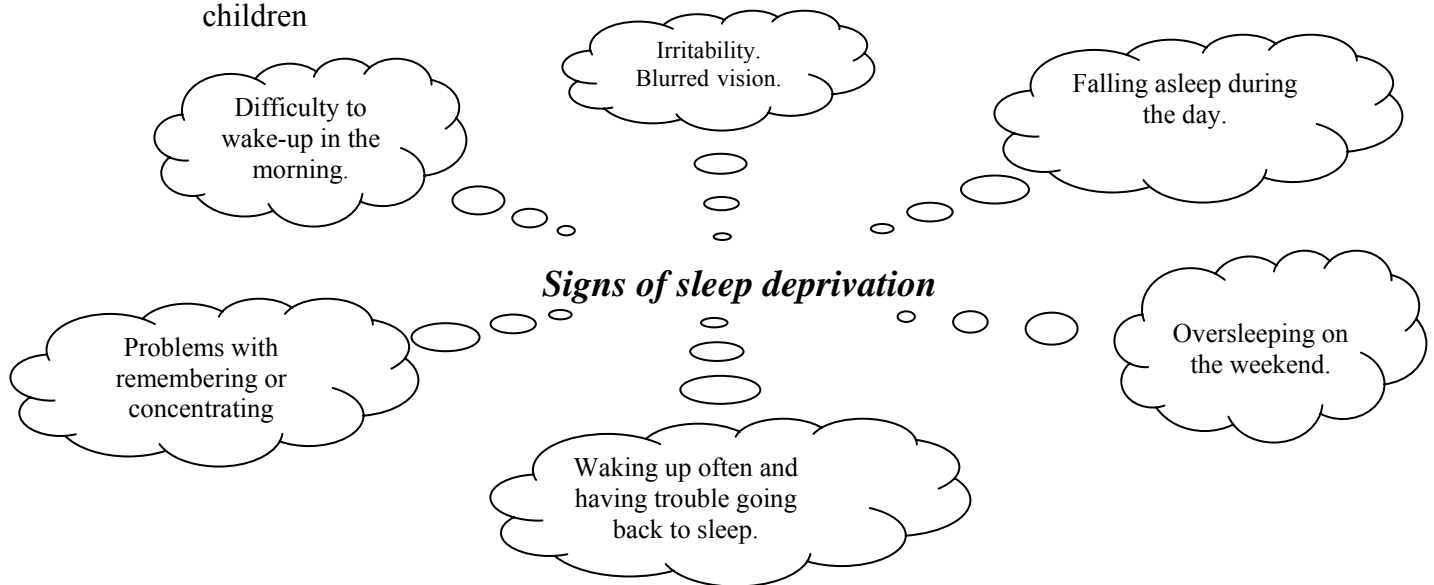 children
Irritability.
Blurred vision.
Difficulty to
wake-up in the
morning.
Falling asleep during
the day.
Signs of sleep deprivation
Problems with
remembering or
concentrating
Oversleeping on
the weekend.
Waking up often and
having trouble going
back to sleep.